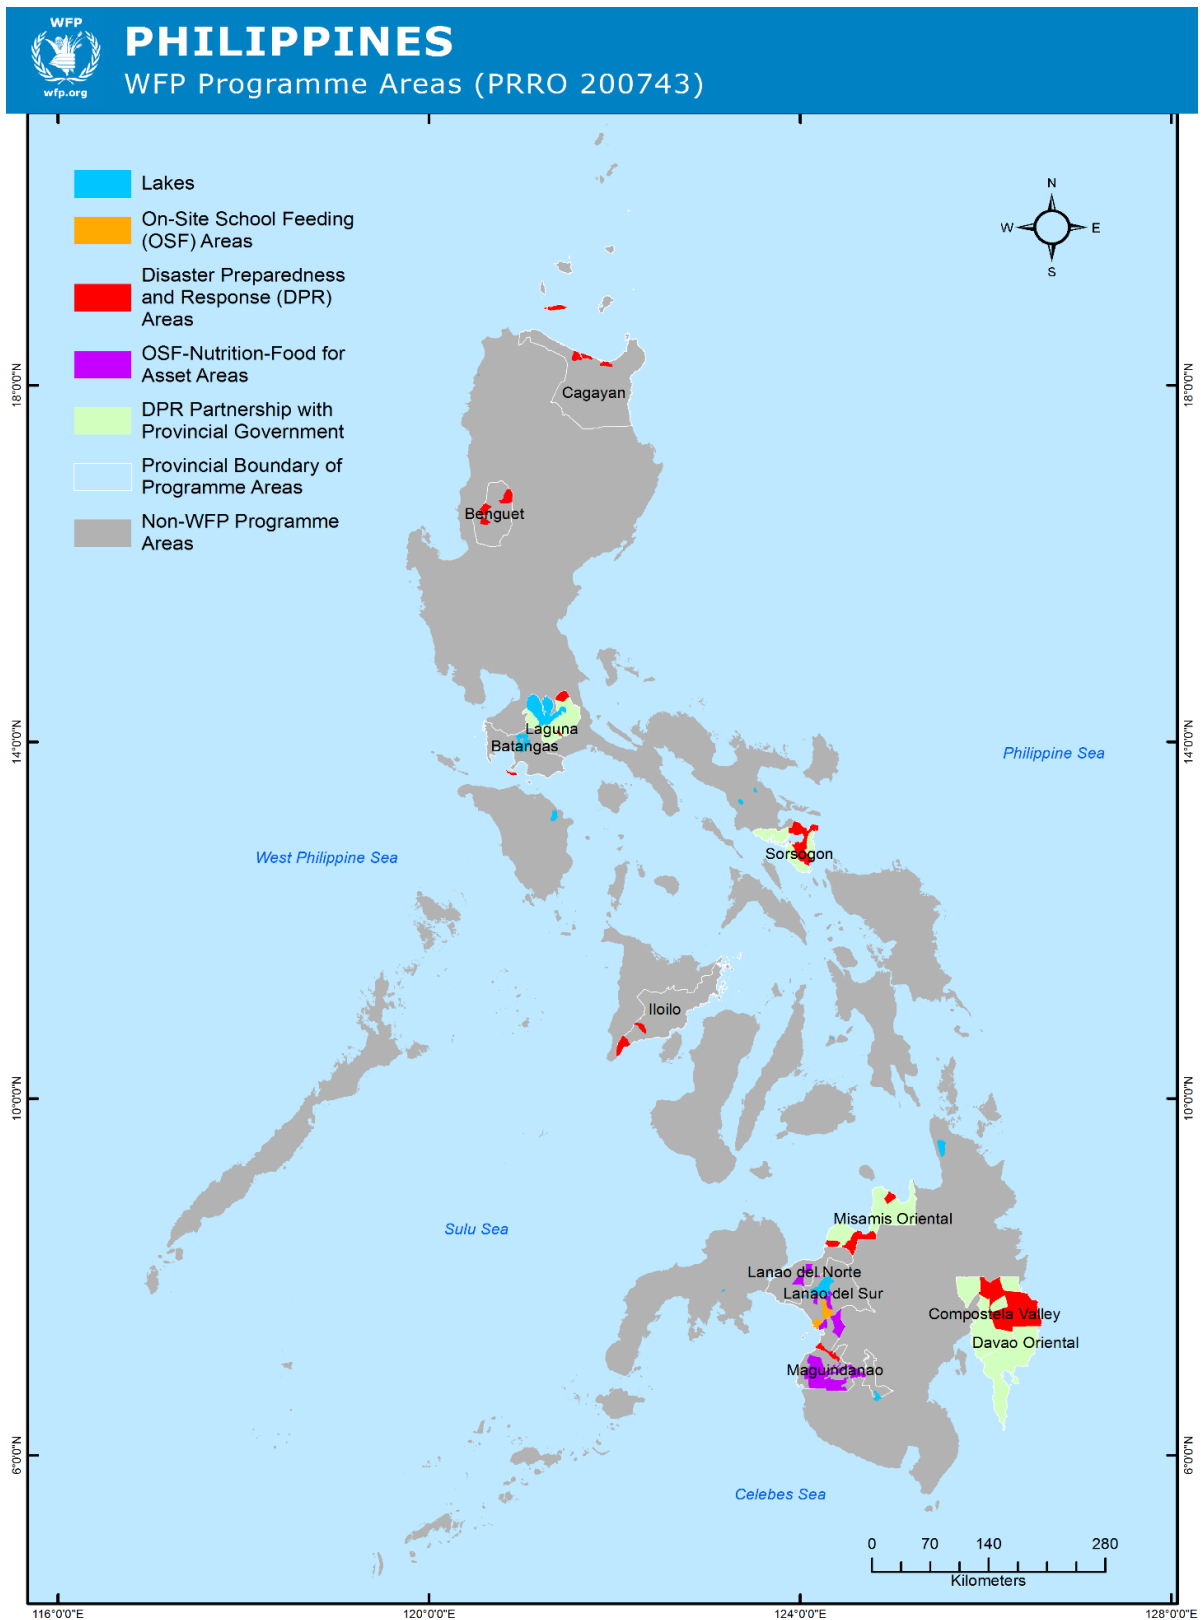 WFP
wfp.org
PHILIPPINES
WFP Programme Areas (PRRO 200743)
Lakes
On-Site School Feeding
(OSF) Areas
Disaster Preparedness
and Response (DPR)
Areas
OSF-Nutrition-Food for
Asset Areas
DPR Partnership with
Provincial Government
Provincial Boundary of
Programme Areas
Non-WFP Programme
Areas
N
W
E
S
18°0'0"N
18°0'0"N
Cagayan
Benguet
Laguna
Batangas
14°0'0"N
14°0'0"N
Philippine Sea
West Philippine Sea
Sorsogon
Iloilo
10°0'0"N
10°0'0"N
Misamis Oriental
Sulu Sea
Lanao del Norte
Lanao del Sur
Compostela Valley
Davao Oriental
Maguindanao
6°0'0"N
6°0'0"N
Celebes Sea
0 70 140 280
Kilometers
116°0'0"E 120°0'0"E 124°0'0"E 128°0'0"E